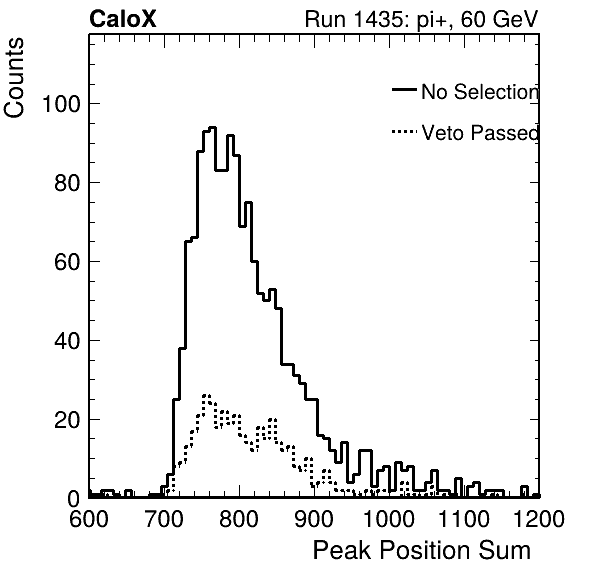 CaloX Run 1435: pi+, 60 GeV
Counts
No Selection
Veto Passed
100
80
60
40
20
0
600 700 800 900 1000 1100 1200
Peak Position Sum